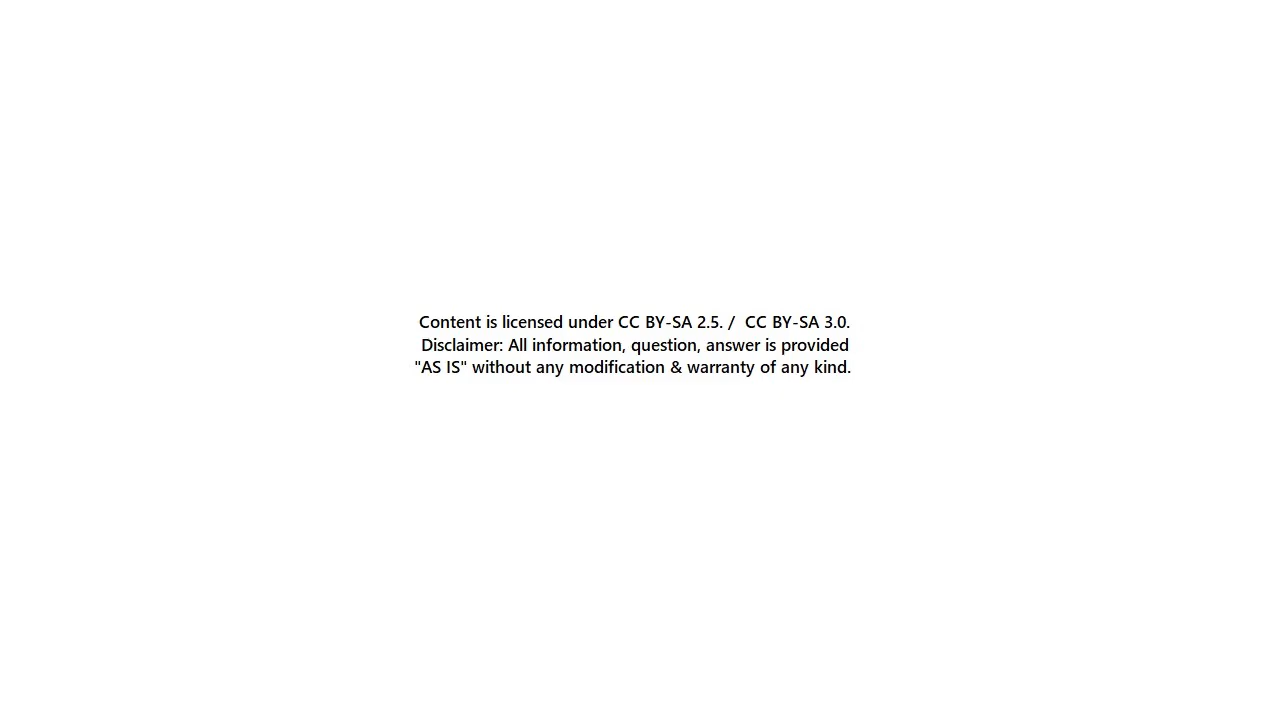 Content is licensed under CC BY-SA 2.5. /  CC BY-SA 3.0.
Disclaimer: All information, question, answer is provided
"AS IS" without any modification & warranty of any kind.